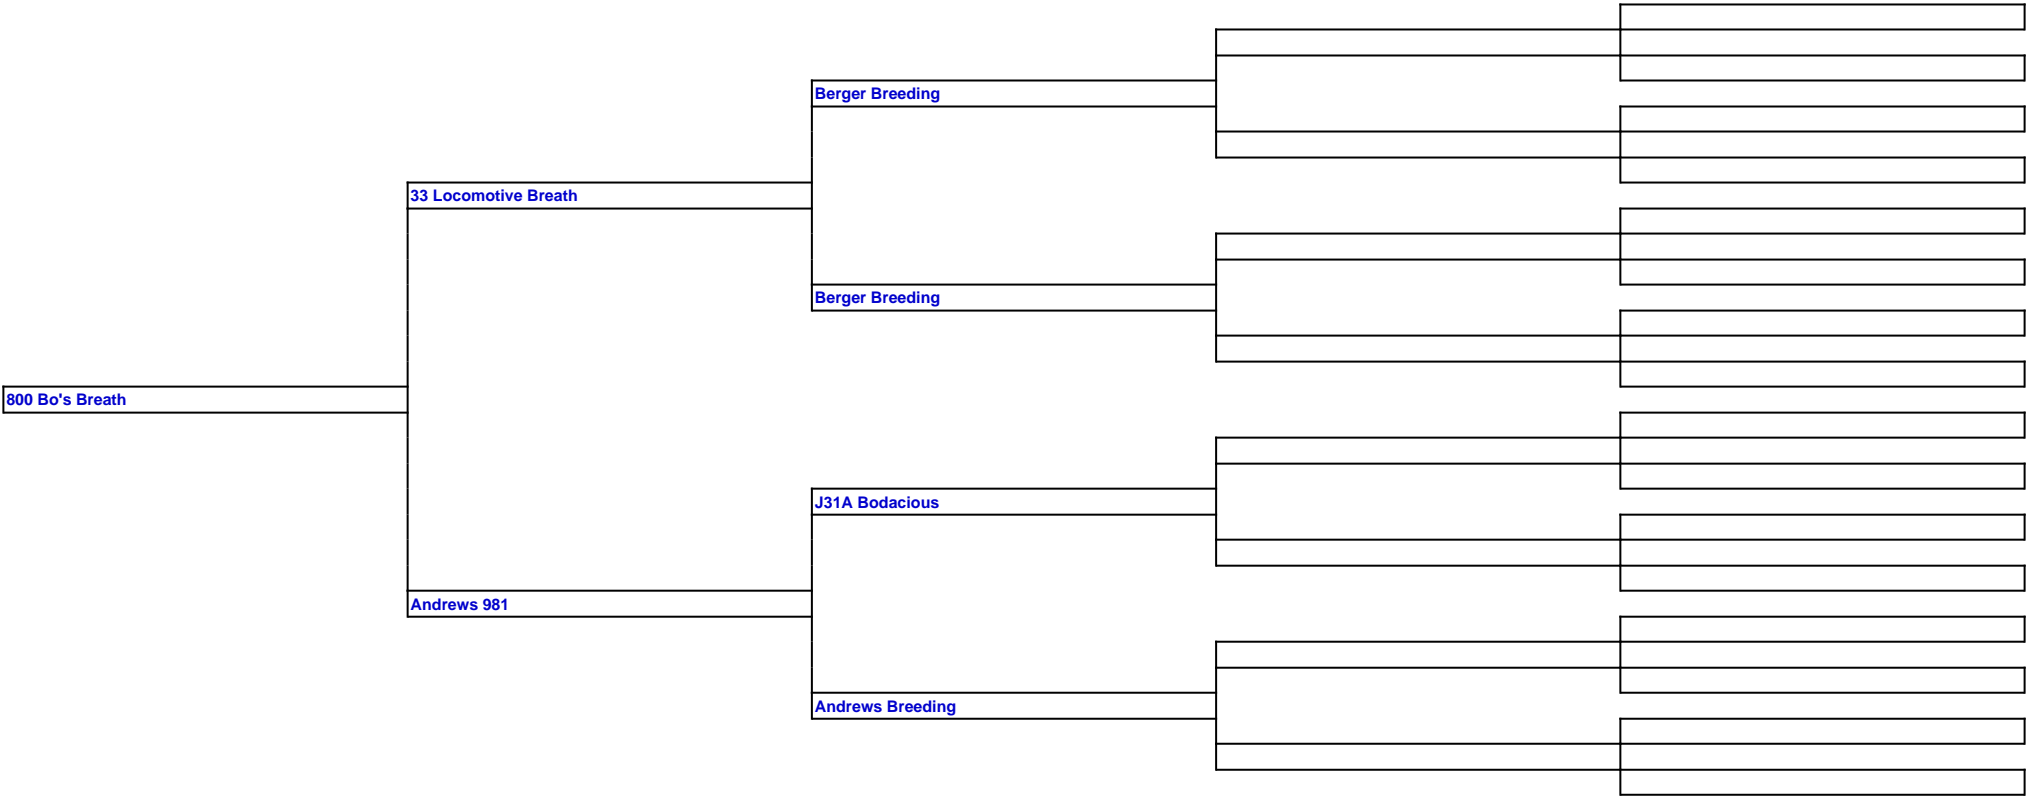 Berger Breeding
33 Locomotive Breath
Berger Breeding
800 Bo's Breath
J31A Bodacious
Andrews 981
Andrews Breeding